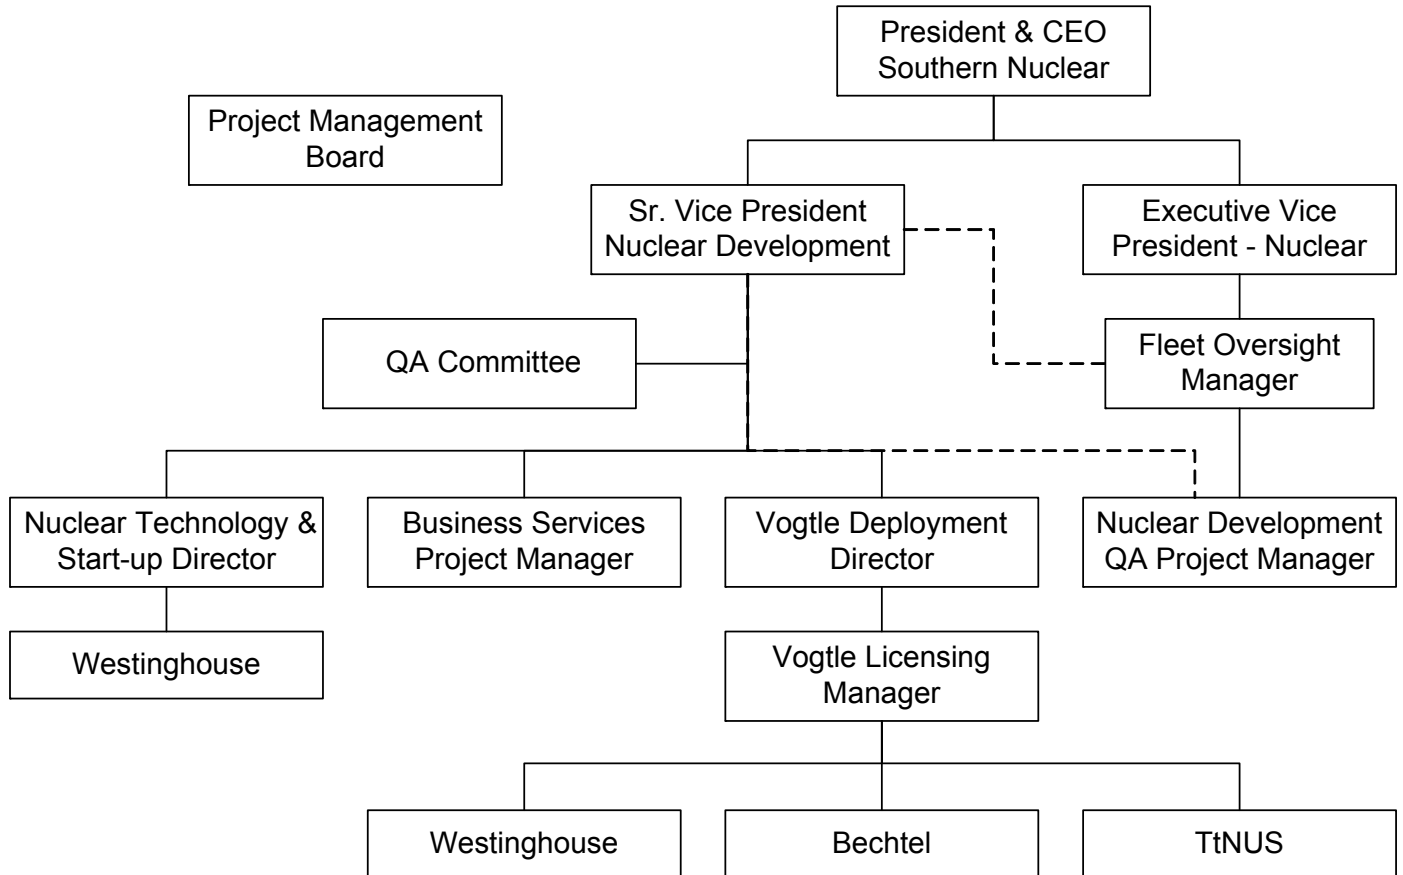 President & CEO
Southern Nuclear
Project Management
Board
Sr. Vice President
Nuclear Development
Executive Vice
President - Nuclear
QA Committee
Fleet Oversight
Manager
Nuclear Technology &
Start-up Director
Business Services
Project Manager
Vogtle Deployment
Director
Nuclear Development
QA Project Manager
Westinghouse
Vogtle Licensing
Manager
Westinghouse
Bechtel
TtNUS